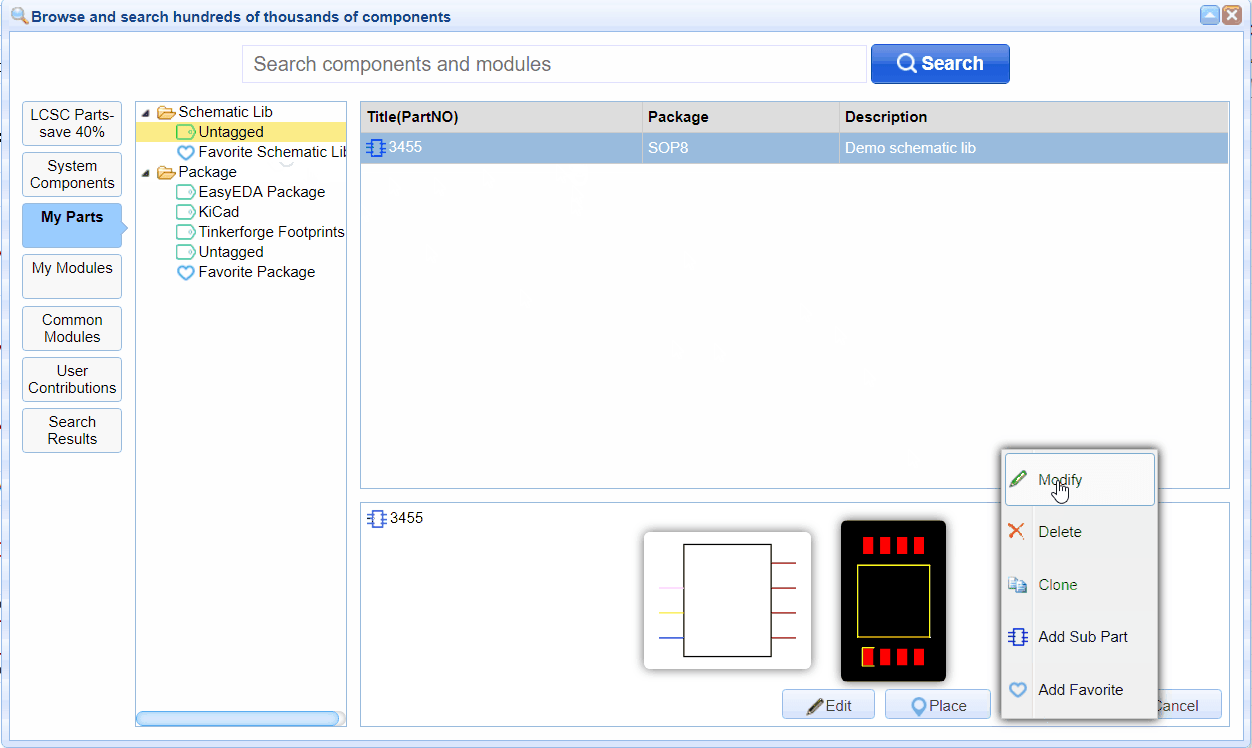 Browse and search hundreds of thousands of components
Search components and modules
Search
LCSC Parts-
save 40%
System
Components
My Parts
My Modules
Common
Modules
User
Contributions
Search
Results
Schematic Lib
Untagged
Favorite Schematic Lib
Package
EasyEDA Package
KiCad
Tinkerforge Footprints
Untagged
Favorite Package
Title(PartNO) Package Description
3455 SOP8 Demo schematic lib
3455
Modify
Delete
Clone
Add Sub Part
Add Favorite
Edit
Place
Cancel